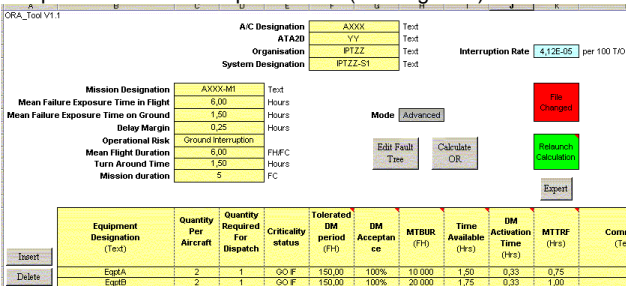 A B C D E F G H I J K
ORA_Tool V1.1
A/C Designation AXXX Text
ATA2D YY Text
Organisation IPTZZ Text Interruption Rate 4,12E-05 per 100 T/O
System Designation IPTZZ-S1 Text
Mission Designation AXXX-M1 Text
Mean Failure Exposure Time in Flight 6,00 Hours
Mean Failure Exposure Time on Ground 1,50 Hours Mode Advanced
Delay Margin 0,25 Hours
Operational Risk Ground Interruption
Mean Flight Duration 6,00 FH/FC
Turn Around Time 1,50 Hours
Mission duration 5 FC
File Changed
Edit Fault Tree
Calculate OR
Relaunch Calculation
Expert
Equipment Designation (Text)
Quantity Per Aircraft
Quantity Required For Dispatch
Criticality status
Tolerated DM period (FH)
DM Acceptan ce
MTBUR (FH)
Time Available (Hrs)
DM Activation Time (Hrs)
MTTRF (Hrs)
Insert
Delete
EqptA 2 1 GO IF 150,00 100% 10 000 1,50 0,33 0,75
EqptB 2 1 GO IF 150,00 100% 20 000 1,75 0,33 1,00